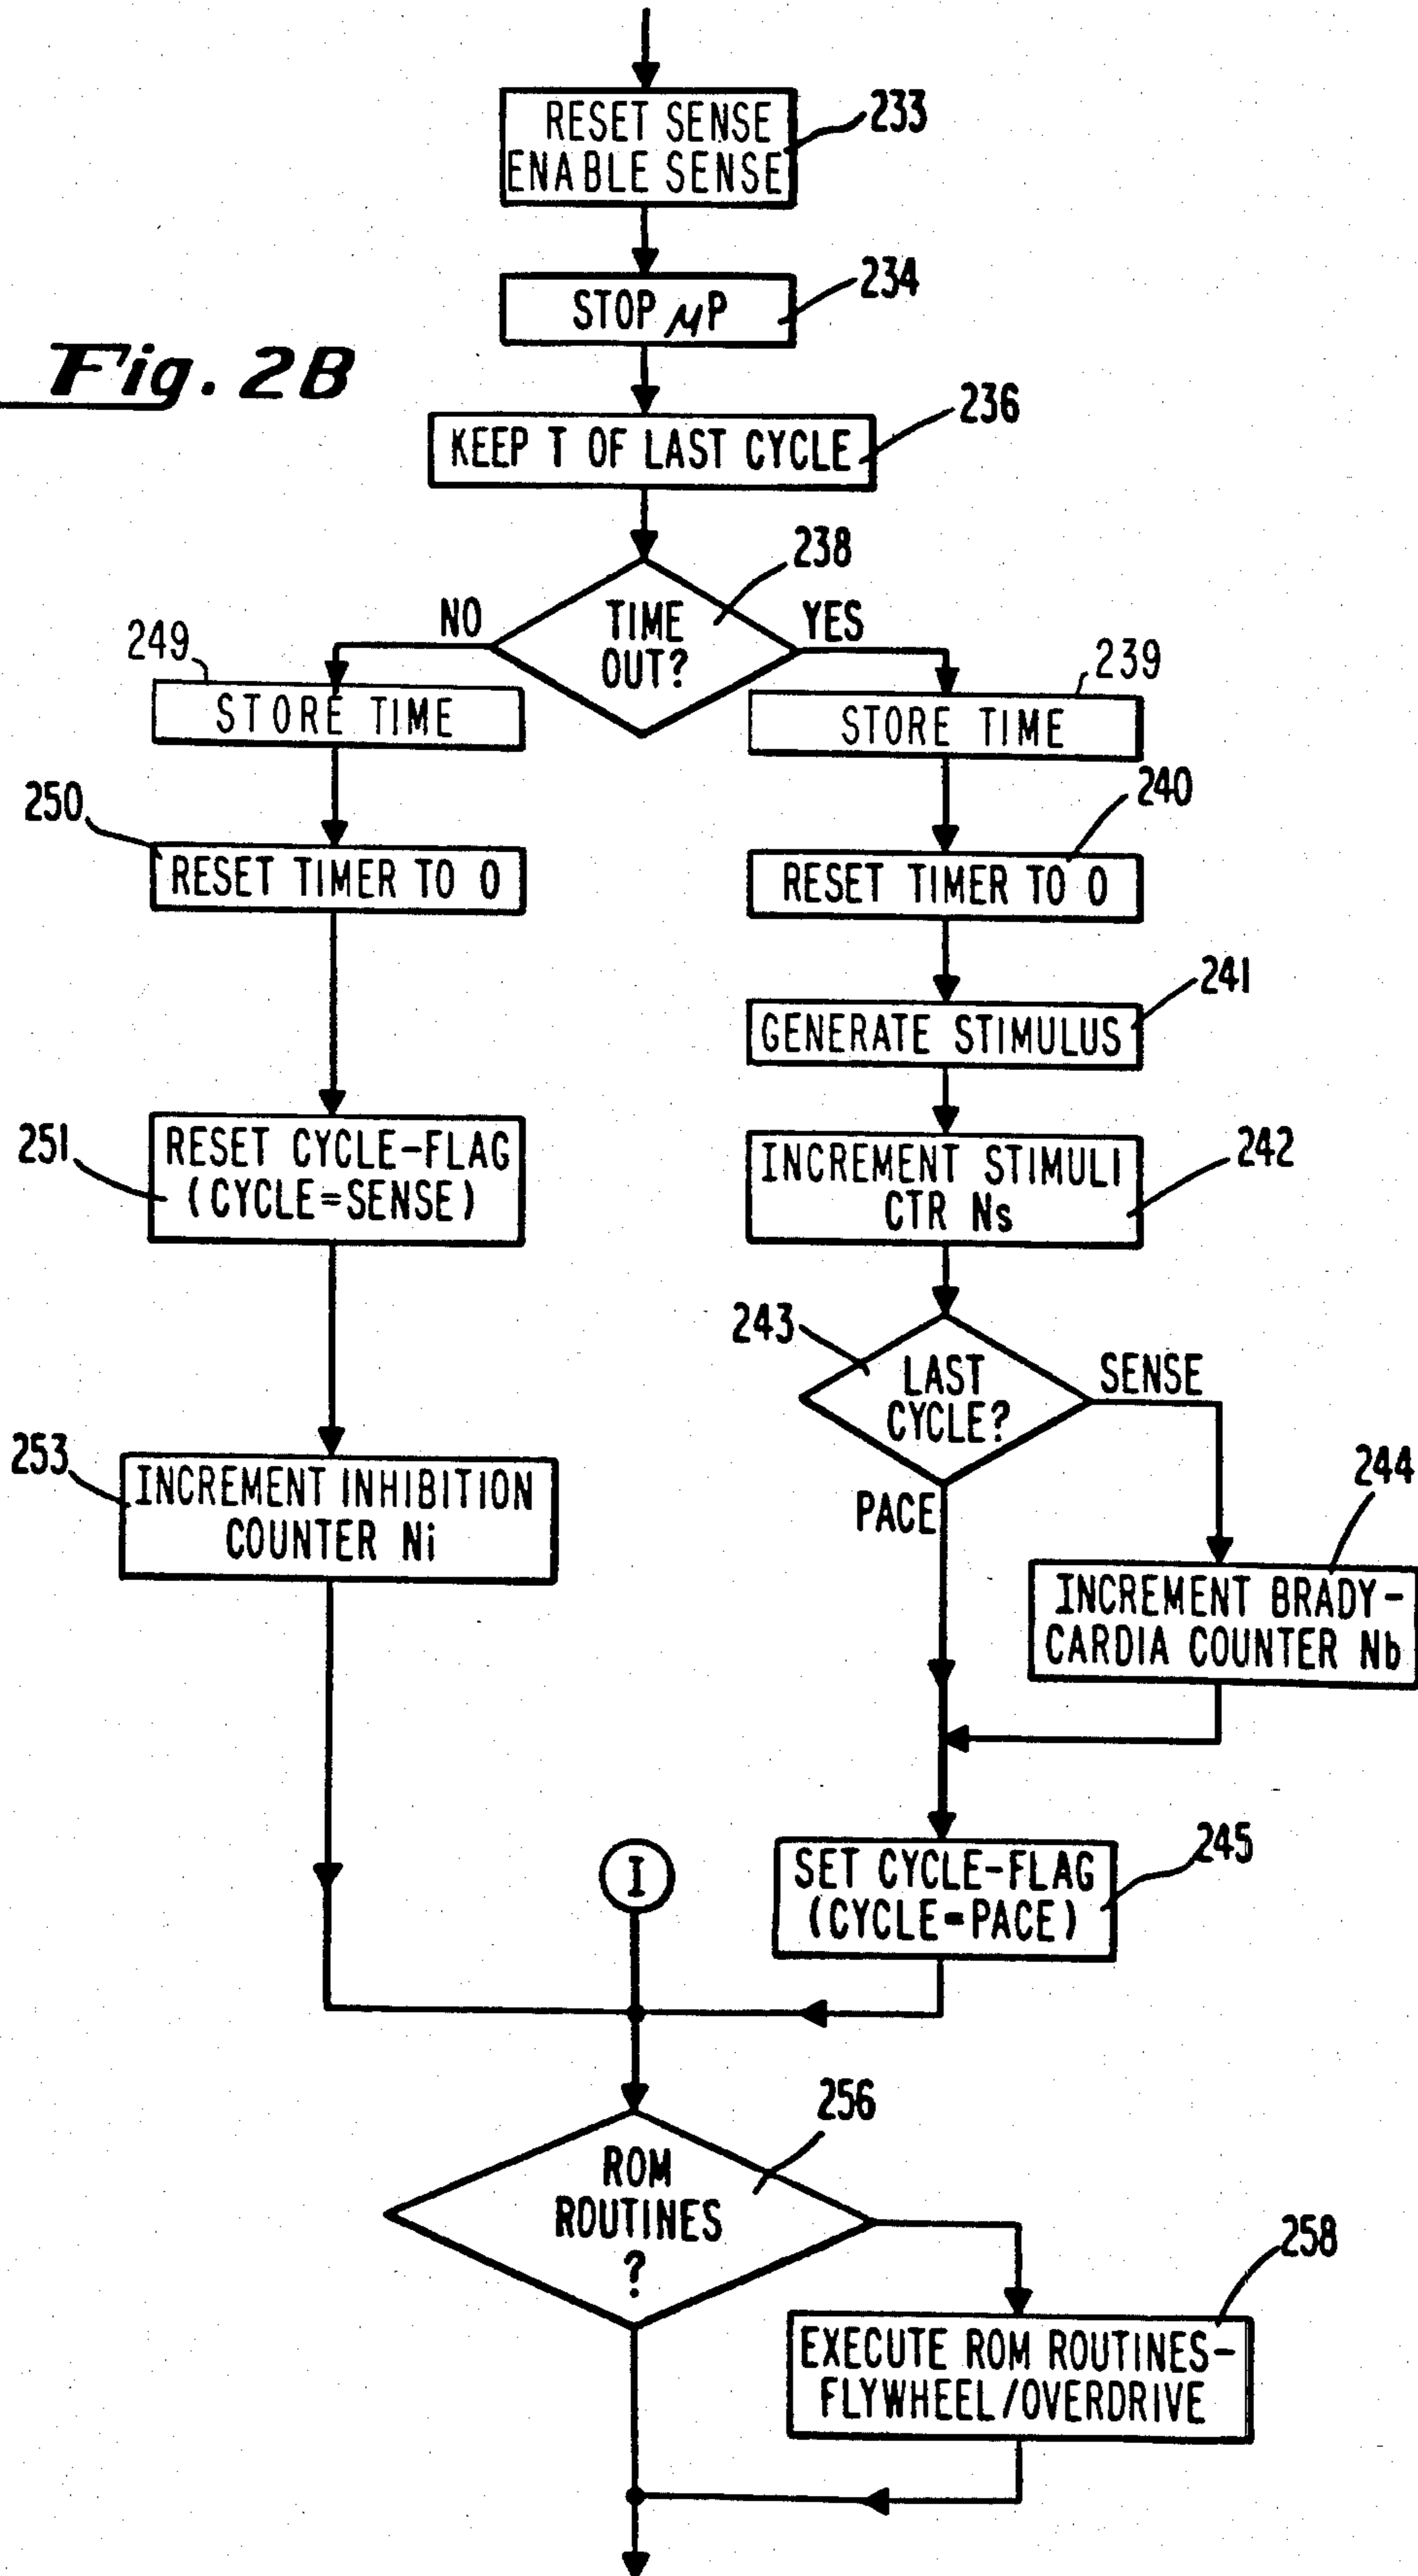 RESET SENSE
ENABLE SENSE
233
STOP μP
234
Fig. 2B
KEEP T OF LAST CYCLE
236
TIME
OUT?
238
NO
YES
249
STORE TIME
239
STORE TIME
250
RESET TIMER TO 0
240
RESET TIMER TO 0
241
GENERATE STIMULUS
251
RESET CYCLE-FLAG
(CYCLE=SENSE)
242
INCREMENT STIMULI
CTR Ns
243
LAST
CYCLE?
SENSE
PACE
253
INCREMENT INHIBITION
COUNTER Ni
244
INCREMENT BRADY-
CARDIA COUNTER Nb
I
245
SET CYCLE-FLAG
(CYCLE=PACE)
256
ROM
ROUTINES
?
258
EXECUTE ROM ROUTINES-
FLYWHEEL/OVERDRIVE